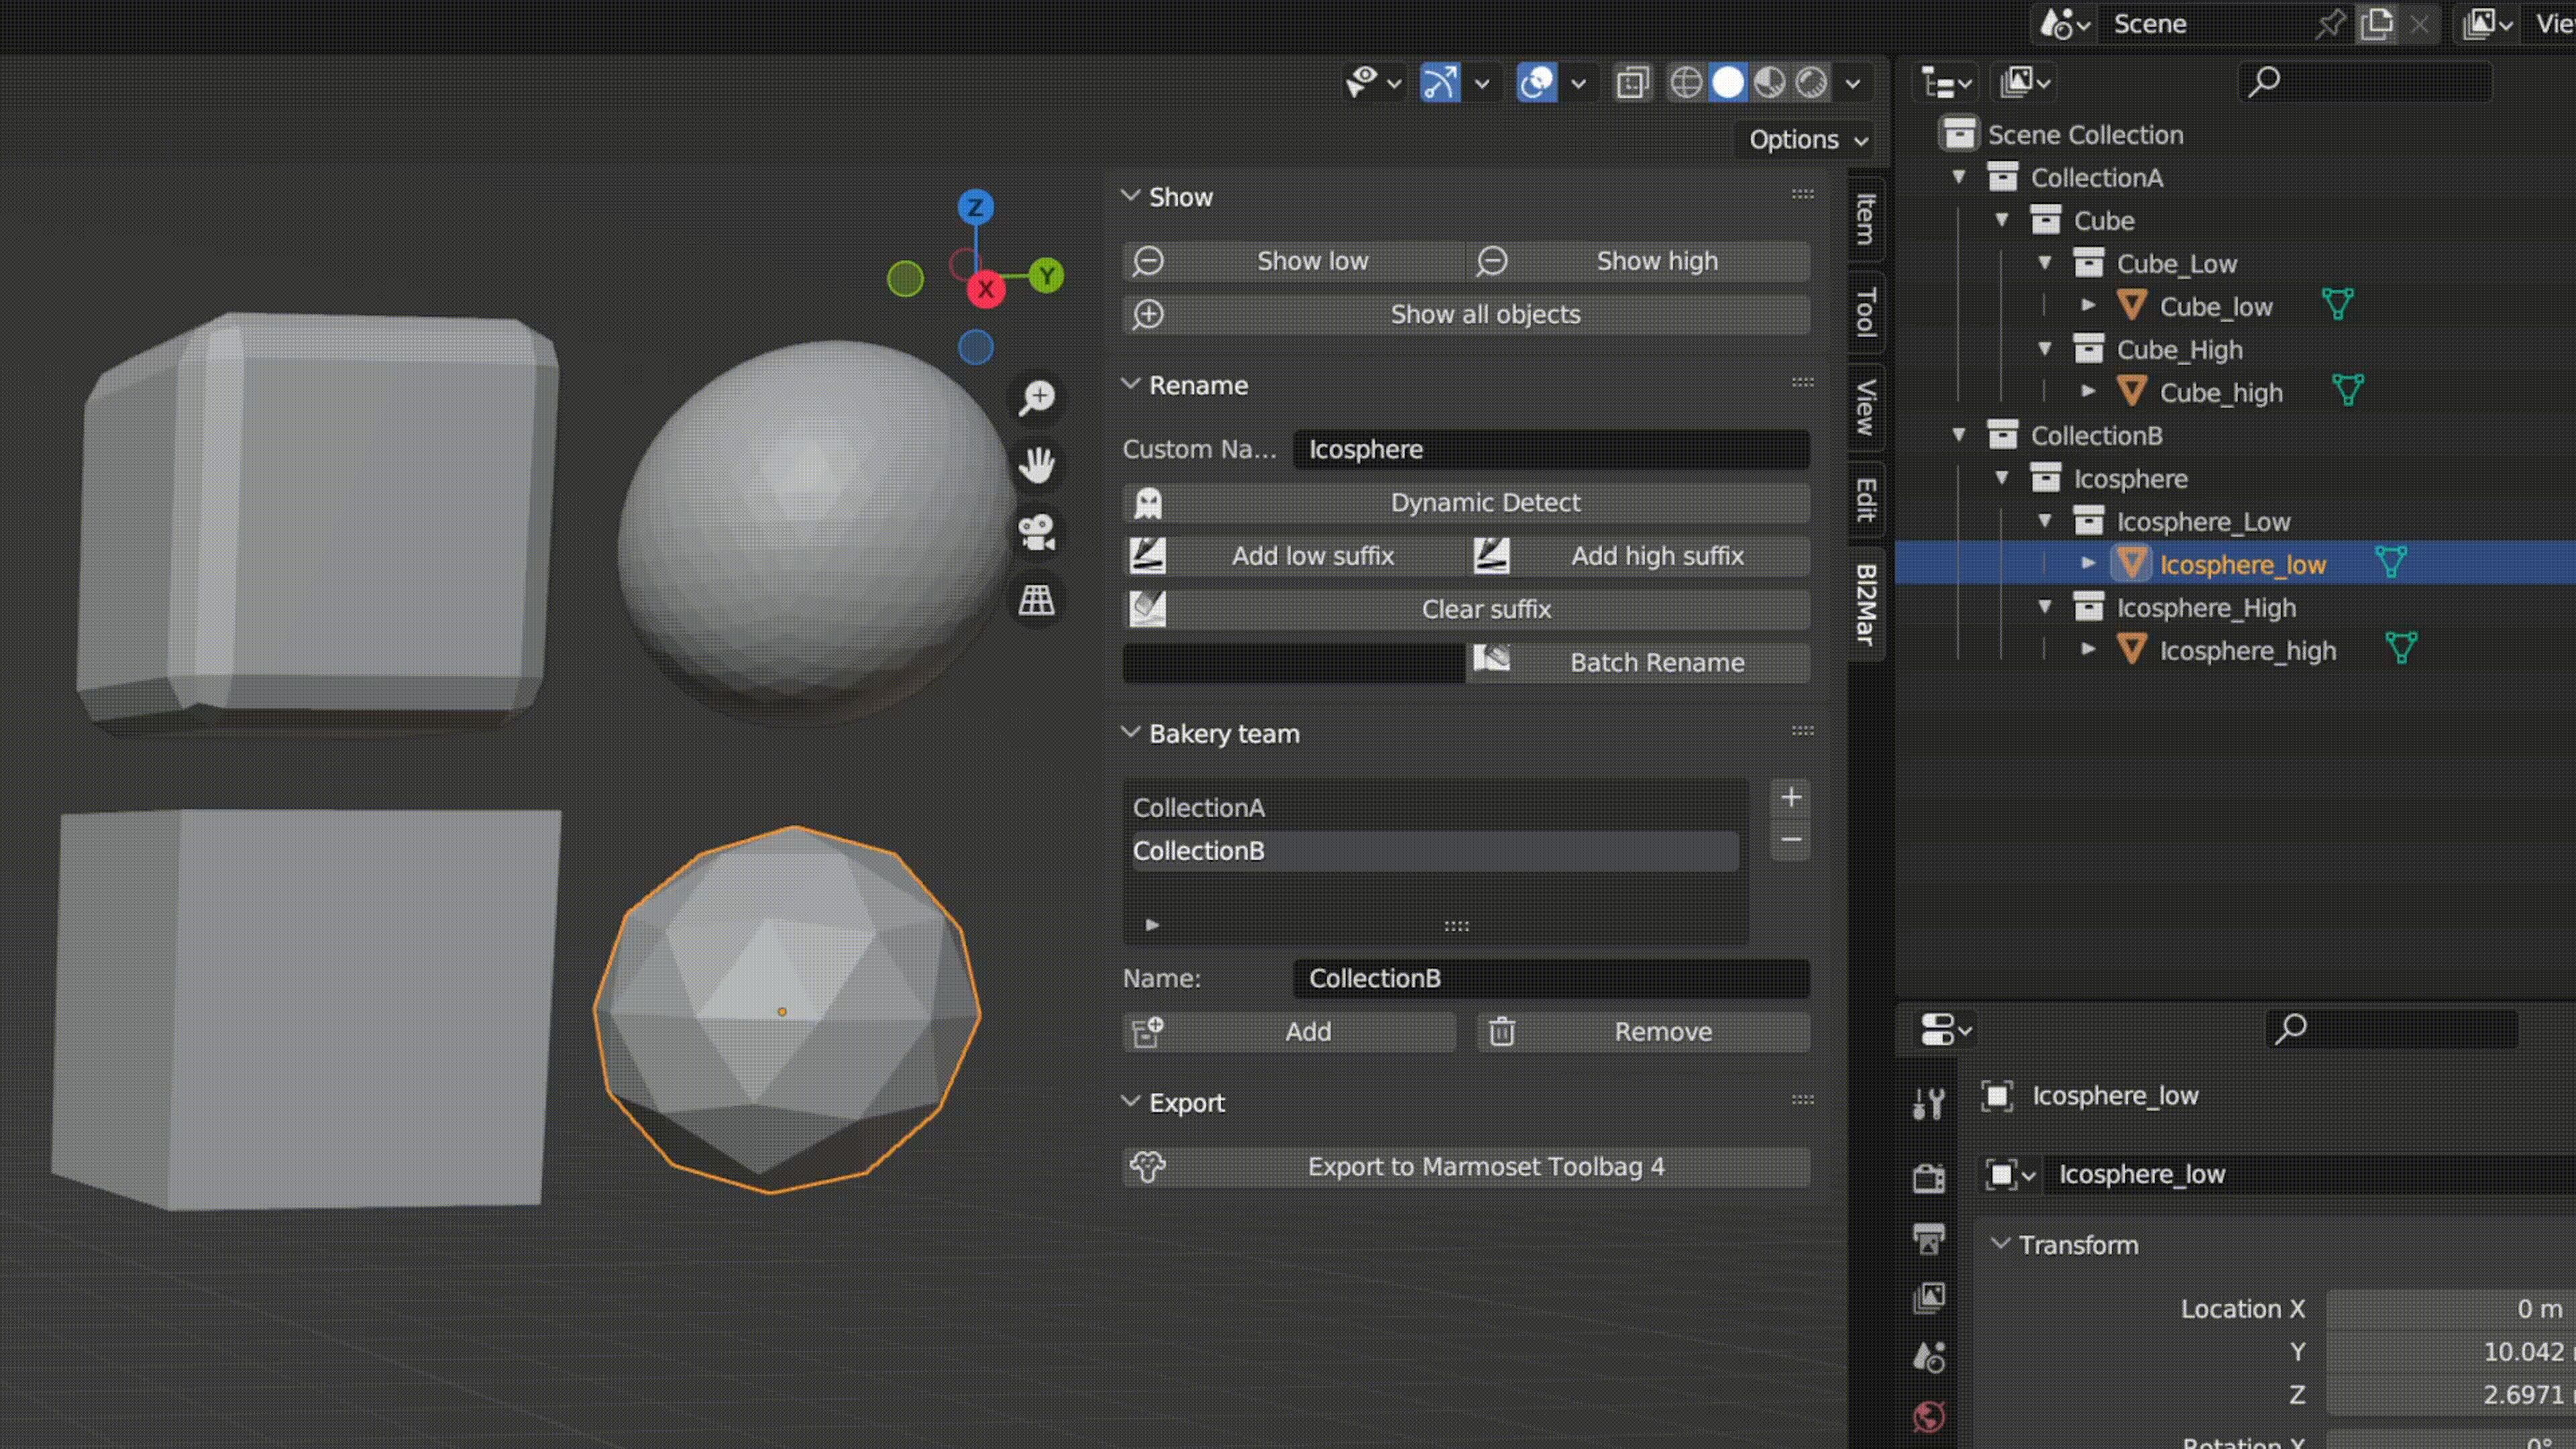 Scene
Vie
Options
Z
Y
X
Show
Show low
Show high
Show all objects
Rename
Custom Na...
Icosphere
Dynamic Detect
Add low suffix
Add high suffix
Clear suffix
Batch Rename
Bakery team
CollectionA
CollectionB
Name:
CollectionB
Add
Remove
Export
Export to Marmoset Toolbag 4
Item
Tool
View
Edit
Bl2Mar
Scene Collection
CollectionA
Cube
Cube_Low
Cube_low
Cube_High
Cube_high
CollectionB
Icosphere
Icosphere_Low
Icosphere_low
Icosphere_High
Icosphere_high
Icosphere_low
Icosphere_low
Transform
Location X
0 m
Y
10.042
Z
2.6971
Rotation X
0°